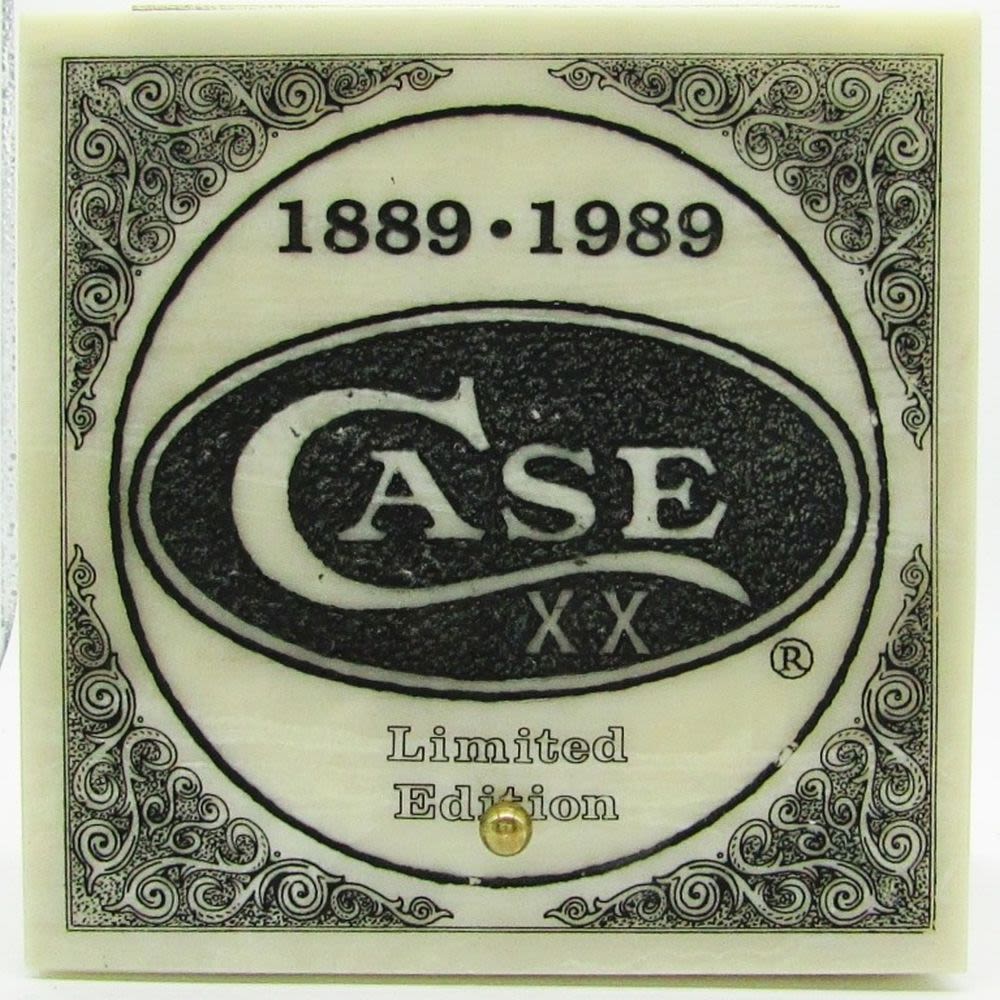 1889 • 1989
CASE
XX
®
Limited
Edition